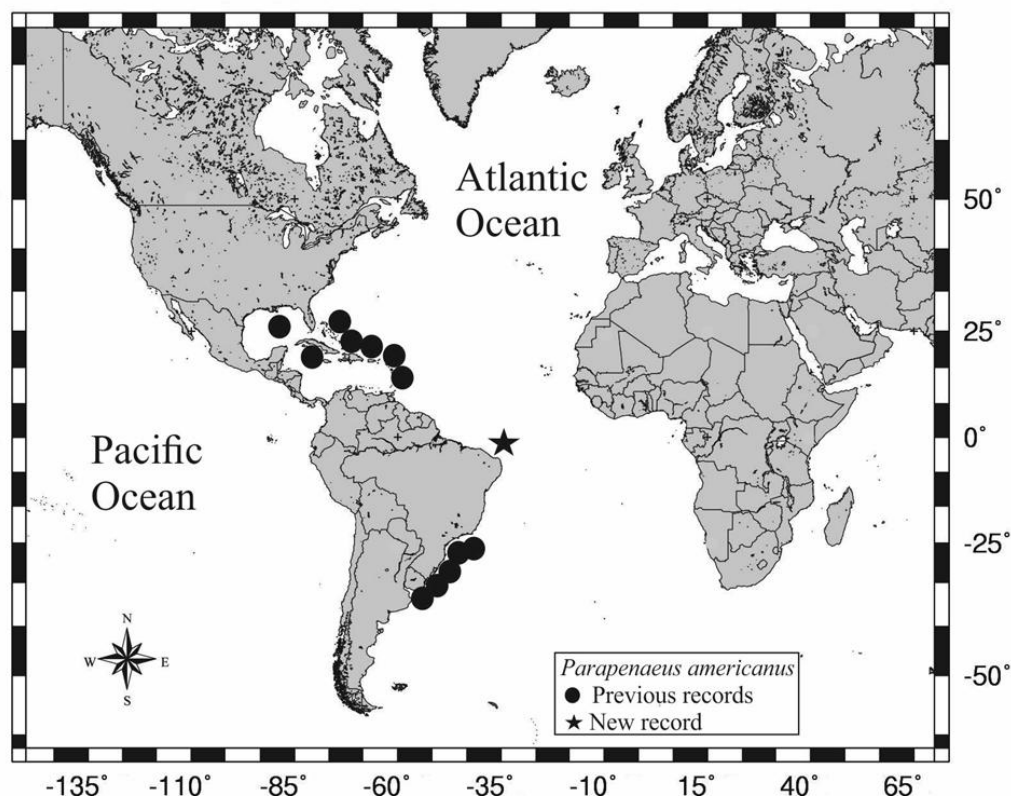 Atlantic
Ocean
50°
25°
0°
Pacific
Ocean
-25°
N
W
E
S
-50°
Parapenaeus americanus
Previous records
New record
-135°
-110°
-85°
-60°
-35°
-10°
15°
40°
65°